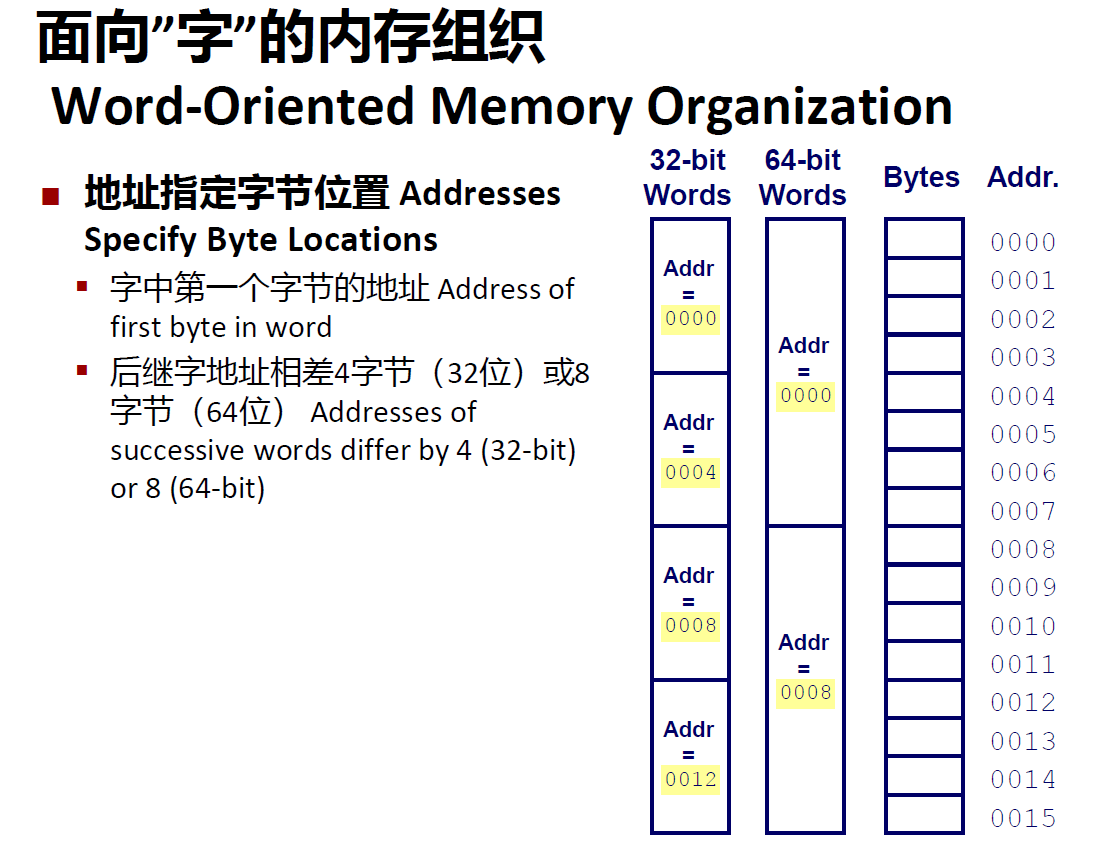 面向”字”的内存组织
Word-Oriented Memory Organization
地址指定字节位置 Addresses
Specify Byte Locations
字中第一个字节的地址 Address of
first byte in word
后继字地址相差4字节（32位）或8
字节（64位） Addresses of
successive words differ by 4 (32-bit)
or 8 (64-bit)
32-bit
Words
Addr
=
0000
Addr
=
0004
Addr
=
0008
Addr
=
0012
64-bit
Words
Addr
=
0000
Addr
=
0008
Bytes
Addr.
0000
0001
0002
0003
0004
0005
0006
0007
0008
0009
0010
0011
0012
0013
0014
0015